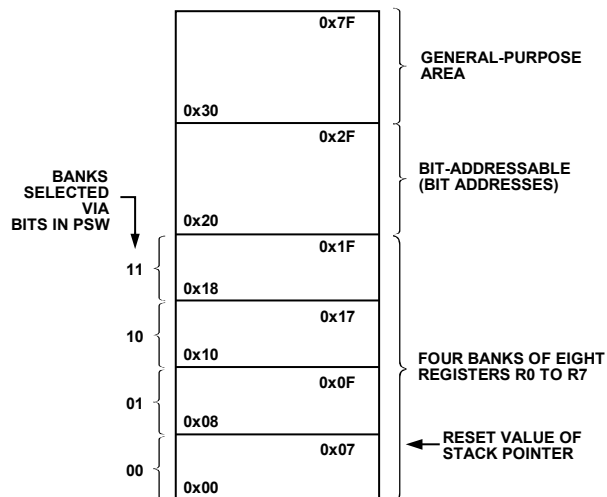 0x7F
GENERAL-PURPOSE
AREA
0x30
0x2F
BIT-ADDRESSABLE
(BIT ADDRESSES)
BANKS
SELECTED
VIA
BITS IN PSW
0x20
0x1F
11
0x18
0x17
10
0x10
FOUR BANKS OF EIGHT
REGISTERS R0 TO R7
0x0F
01
0x08
RESET VALUE OF
STACK POINTER
0x07
00
0x00